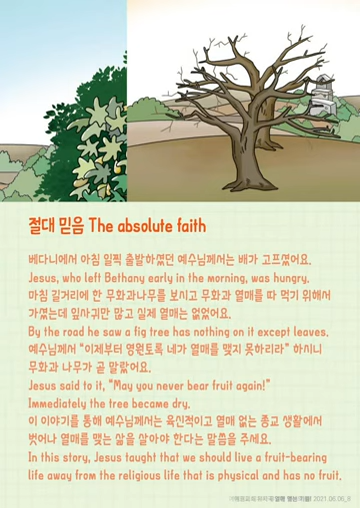 절대 믿음 The absolute faith
베다니에서 아침 일찍 출발하셨던 예수님께서는 배가 고프셨어요.
Jesus, who left Bethany early in the morning, was hungry.
마침 길거리에 한 무화과나무를 보시고 무화과 열매를 따 먹기 위해서
가셨는데 잎사귀만 많고 실제 열매는 없었어요.
By the road he saw a fig tree has nothing on it except leaves.
예수님께서 "이제부터 영원토록 네가 열매를 맺지 못하리라" 하시니
무화과 나무가 곧 말랐어요.
Jesus said to it, "May you never bear fruit again!"
Immediately the tree became dry.
이 이야기를 통해 예수님께서는 육신적이고 열매 없는 종교 생활에서
벗어나 열매를 맺는 삶을 살아야 한다는 말씀을 주세요.
In this story, Jesus taught that we should live a fruit-bearing
life away from the religious life that is physical and has no fruit.
2021.06.06_8